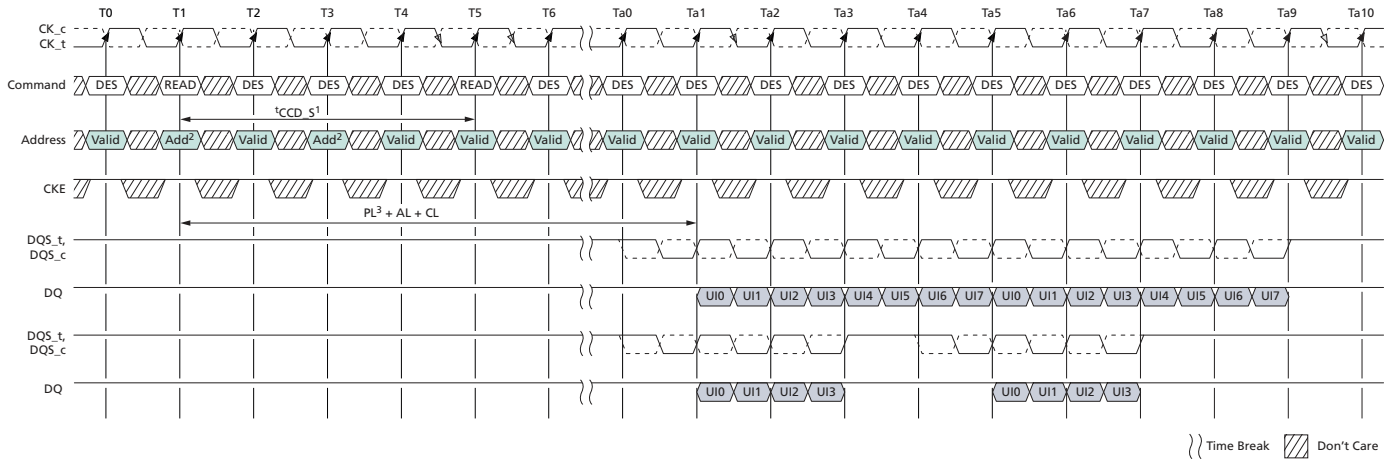 T0 T1 T2 T3 T4 T5 T6 Ta0 Ta1 Ta2 Ta3 Ta4 Ta5 Ta6 Ta7 Ta8 Ta9 Ta10
CK_c
CK_t
Command DES READ DES DES DES READ DES DES DES DES DES DES DES DES DES DES DES DES
tCCD_S1
Address Valid Add2 Valid Add2 Valid Valid Valid Valid Valid Valid Valid Valid Valid Valid Valid Valid Valid Valid
CKE
PL3 + AL + CL
DQS_t,
DQS_c
DQ UI0 UI1 UI2 UI3 UI4 UI5 UI6 UI7 UI0 UI1 UI2 UI3 UI4 UI5 UI6 UI7
DQS_t,
DQS_c
DQ UI0 UI1 UI2 UI3 UI0 UI1 UI2 UI3
Time Break Don't Care